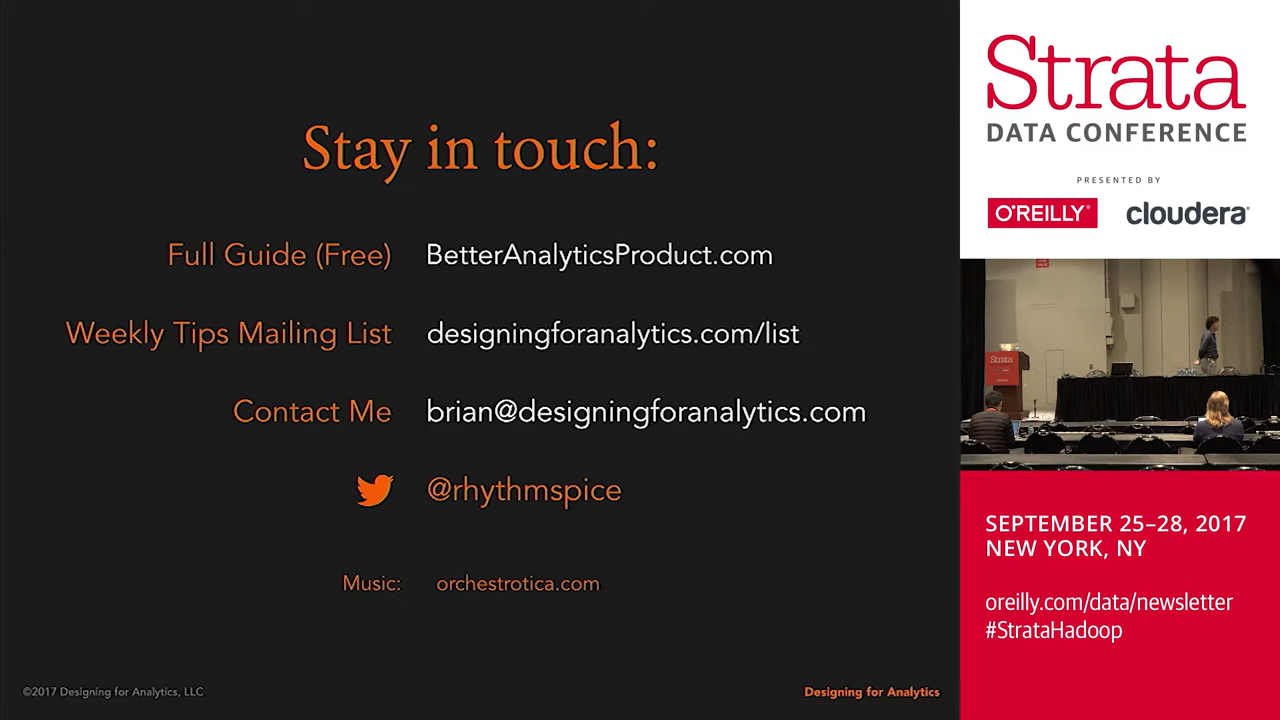 Stay in touch:
Full Guide (Free) BetterAnalyticsProduct.com
Weekly Tips Mailing List designingforanalytics.com/list
Contact Me brian@designingforanalytics.com
@rhythmspice
Music: orchestrotica.com
©2017 Designing for Analytics, LLC
Designing for Analytics
Strata
DATA CONFERENCE
PRESENTED BY
O'REILLY® cloudera®
Strata
SEPTEMBER 25–28, 2017
NEW YORK, NY
oreilly.com/data/newsletter
#StrataHadoop